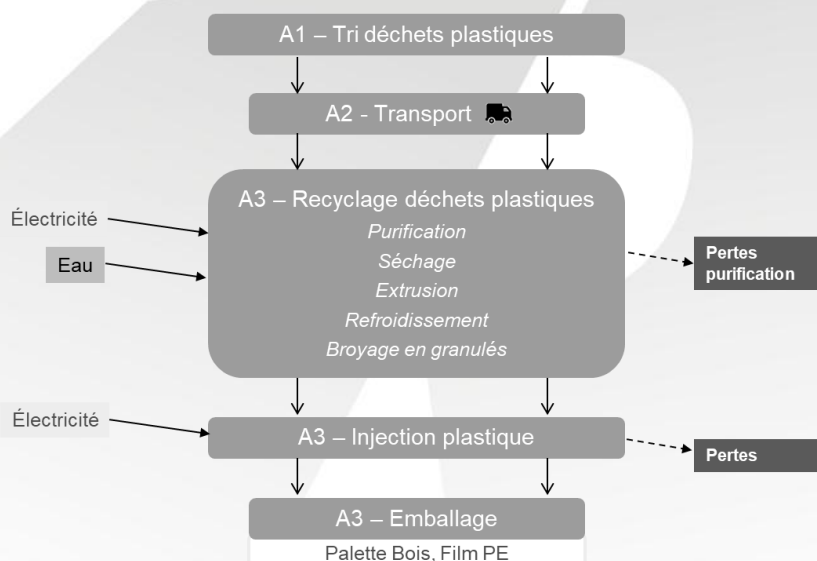 A1 – Tri déchets plastiques
A2 - Transport
A3 – Recyclage déchets plastiques
Purification
Séchage
Extrusion
Refroidissement
Broyage en granulés
Électricité
Eau
Pertes
purification
Électricité
A3 – Injection plastique
Pertes
A3 – Emballage
Palette Bois, Film PE